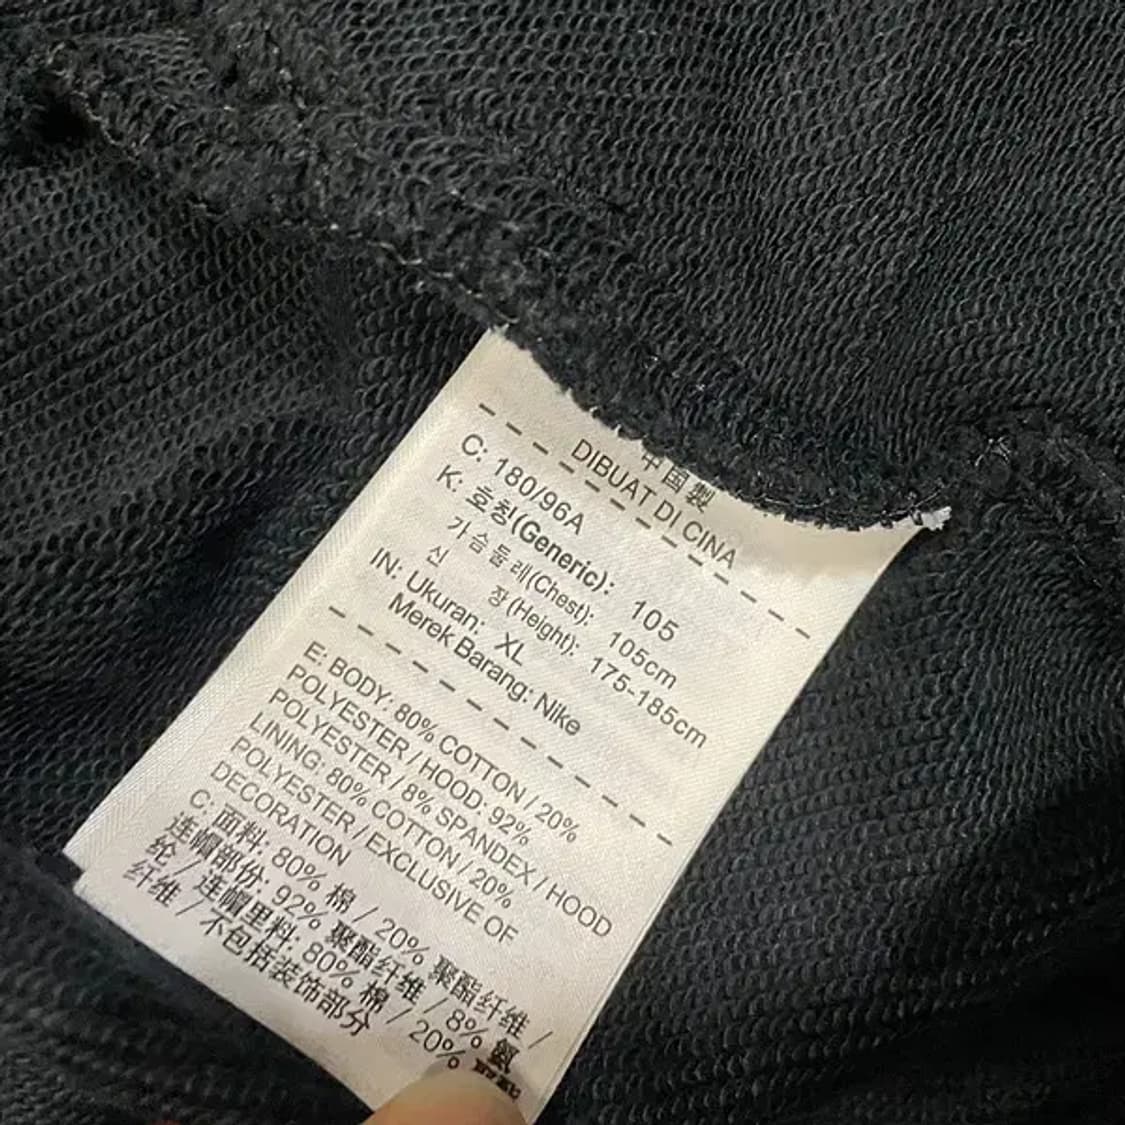 中国製
DIBUAT DI CINA
C: 180/96A
K: 호칭(Generic): 105
가슴둘레(Chest): 105cm
신 장(Height): 175-185cm
IN: Ukuran: XL
Merek Barang: Nike
E: BODY: 80% COTTON / 20%
POLYESTER / HOOD: 92%
POLYESTER / 8% SPANDEX / HOOD
LINING: 80% COTTON / 20%
POLYESTER / EXCLUSIVE OF
DECORATION
C: 面料: 80% 棉 / 20% 聚酯纤维 /
连帽部份: 92% 聚酯纤维 / 8% 氨
纶 / 连帽里料: 80% 棉 / 20%
纤维 / 不包括装饰部分